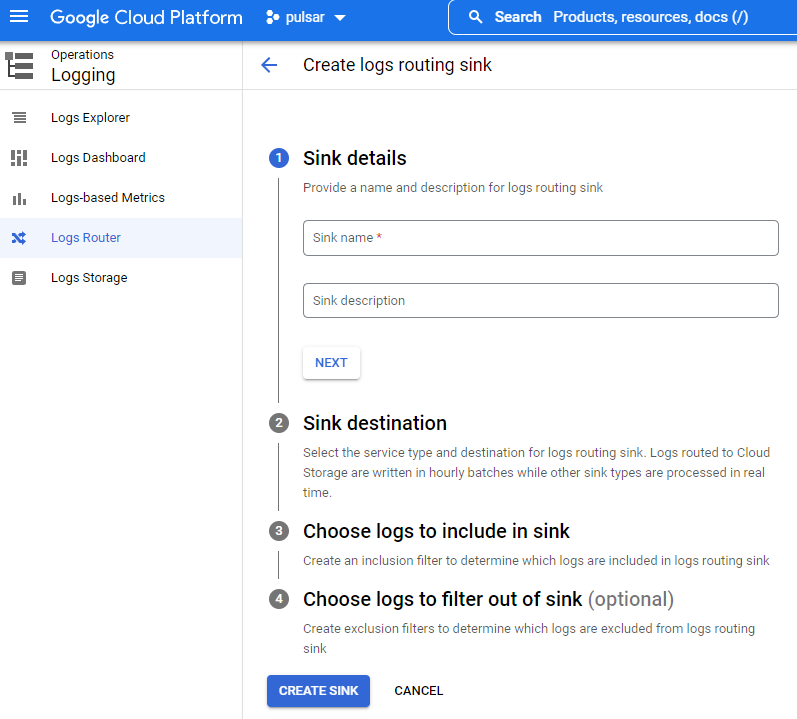 Google Cloud Platform
pulsar
Search Products, resources, docs (/)
Operations
Logging
Create logs routing sink
Logs Explorer
Logs Dashboard
Logs-based Metrics
Logs Router
Logs Storage
1 Sink details
Provide a name and description for logs routing sink
Sink name *
Sink description
NEXT
2 Sink destination
Select the service type and destination for logs routing sink. Logs routed to Cloud
Storage are written in hourly batches while other sink types are processed in real
time.
3 Choose logs to include in sink
Create an inclusion filter to determine which logs are included in logs routing sink
4 Choose logs to filter out of sink (optional)
Create exclusion filters to determine which logs are excluded from logs routing
sink
CREATE SINK
CANCEL